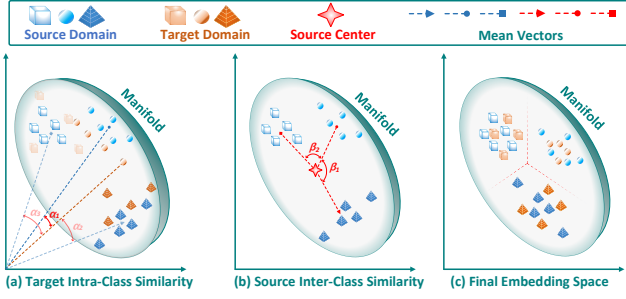 Source Domain
Target Domain
Source Center
Mean Vectors
Manifold
α₃
α₁
α₂
(a) Target Intra-Class Similarity
Manifold
β₂
β₁
(b) Source Inter-Class Similarity
Manifold
(c) Final Embedding Space